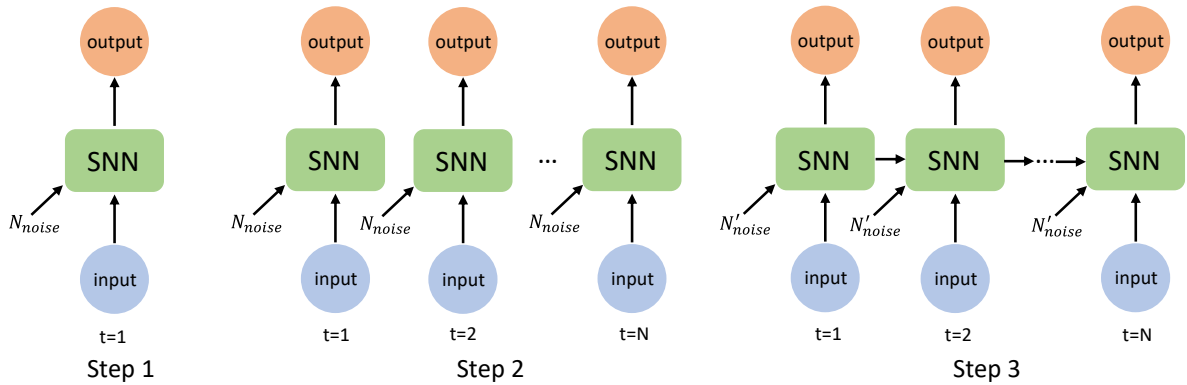 output output output output output output output
SNN SNN SNN ... SNN SNN SNN ... SNN
N_noise N_noise N_noise N_noise N'_noise N'_noise N'_noise
input input input input input input input
t=1 t=1 t=2 t=N t=1 t=2 t=N
Step 1 Step 2 Step 3